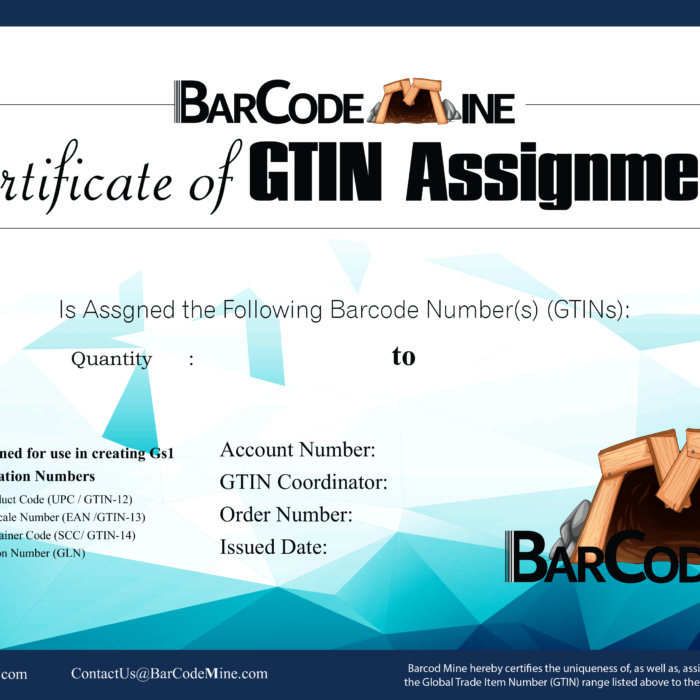 BARCODE MINE
rtificate of GTIN Assignme
Is Assgned the Following Barcode Number(s) (GTINs):
Quantity : to
ned for use in creating Gs1
ation Numbers
duct Code (UPC / GTIN-12)
cale Number (EAN /GTIN-13)
ainer Code (SCC/ GTIN-14)
on Number (GLN)
Account Number:
GTIN Coordinator:
Order Number:
Issued Date:
BARCOD
.com
ContactUs@BarCodeMine.com
Barcod Mine hereby certifies the uniqueness of, as well as, assi
the Global Trade Item Number (GTIN) range listed above to the